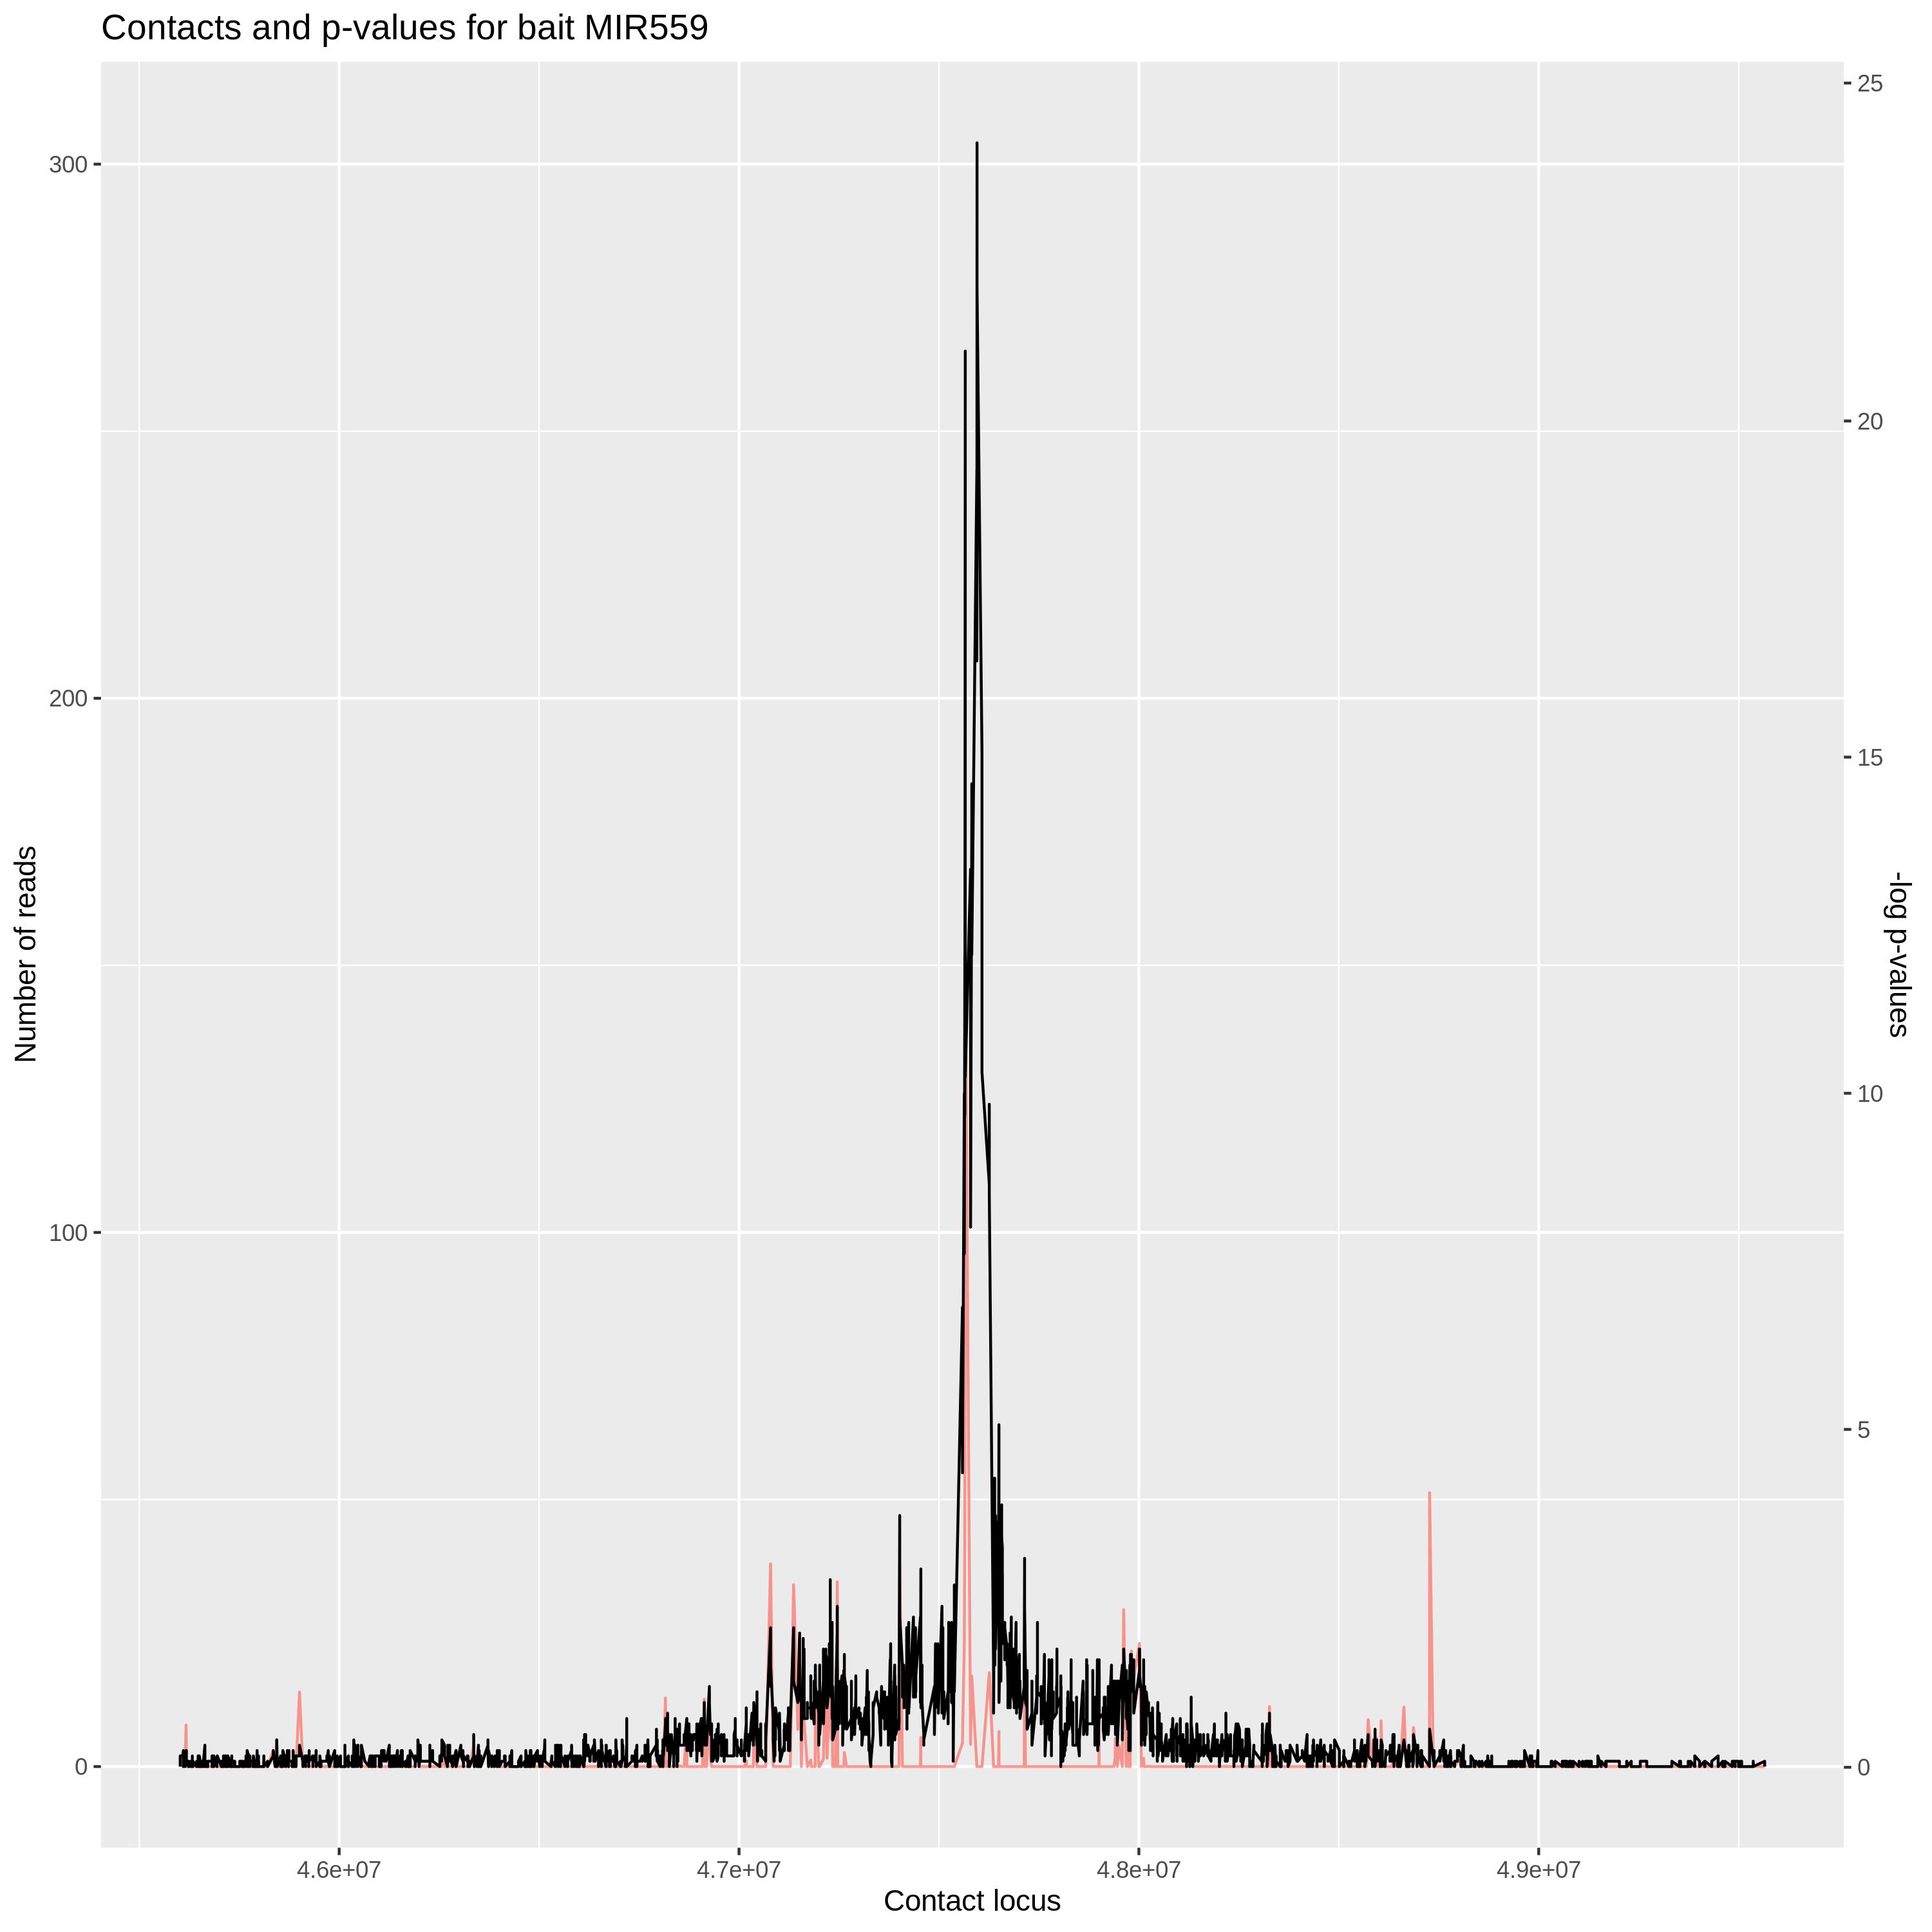 Contacts and p-values for bait MIR559
300
200
100
0
Number of reads
25
20
15
10
5
0
-log p-values
4.6e+07
4.7e+07
4.8e+07
4.9e+07
Contact locus